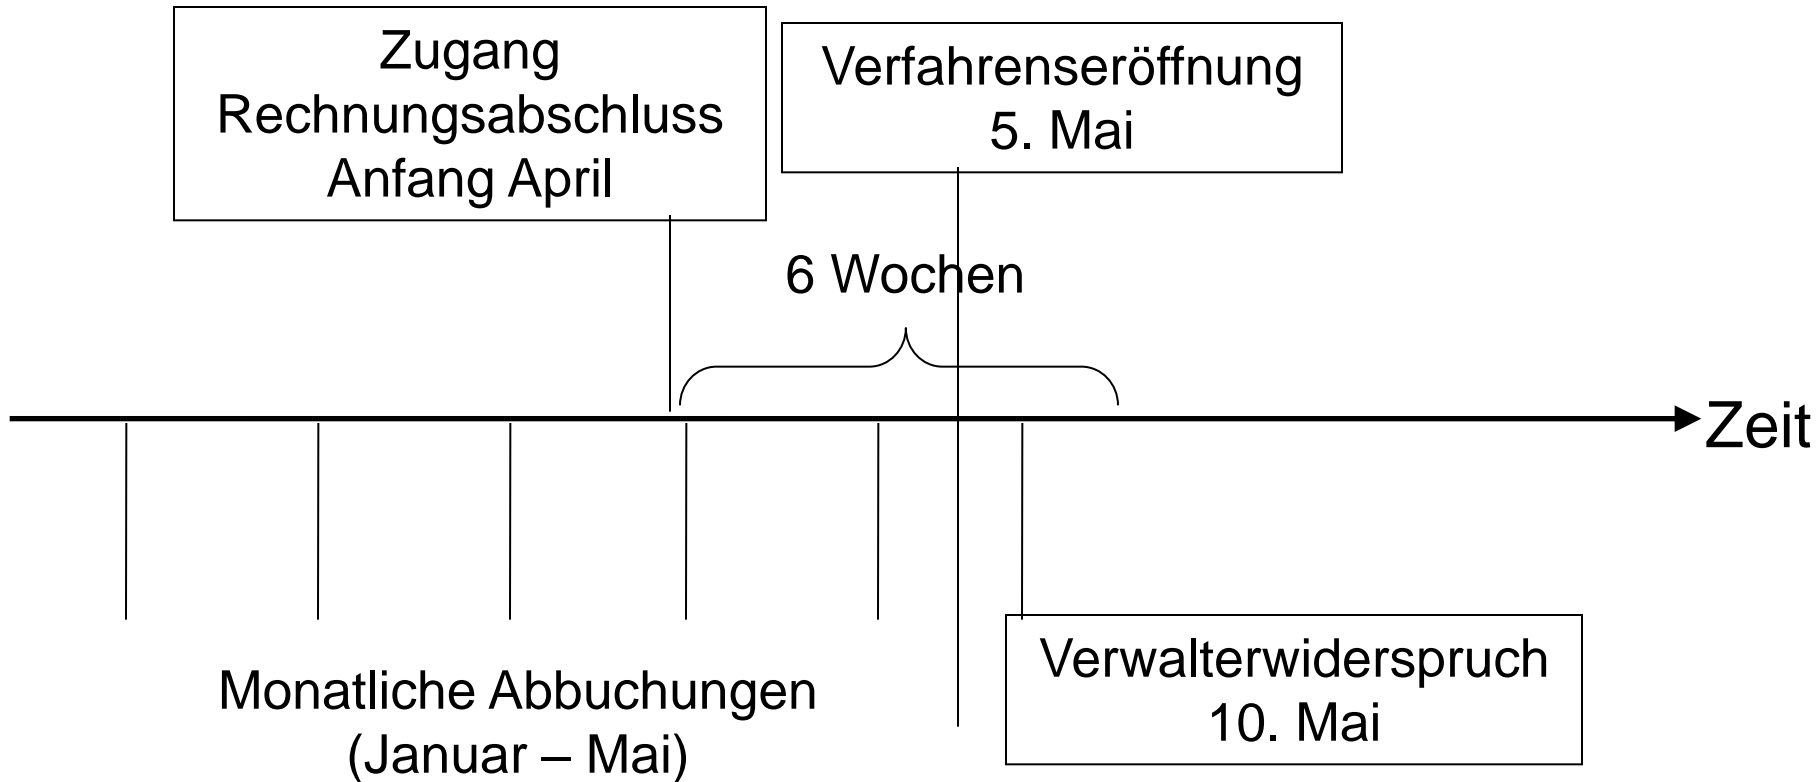 Zugang
Rechnungsabschluss
Anfang April
Verfahrenseröffnung
5. Mai
6 Wochen
Zeit
Monatliche Abbuchungen
(Januar – Mai)
Verwalterwiderspruch
10. Mai